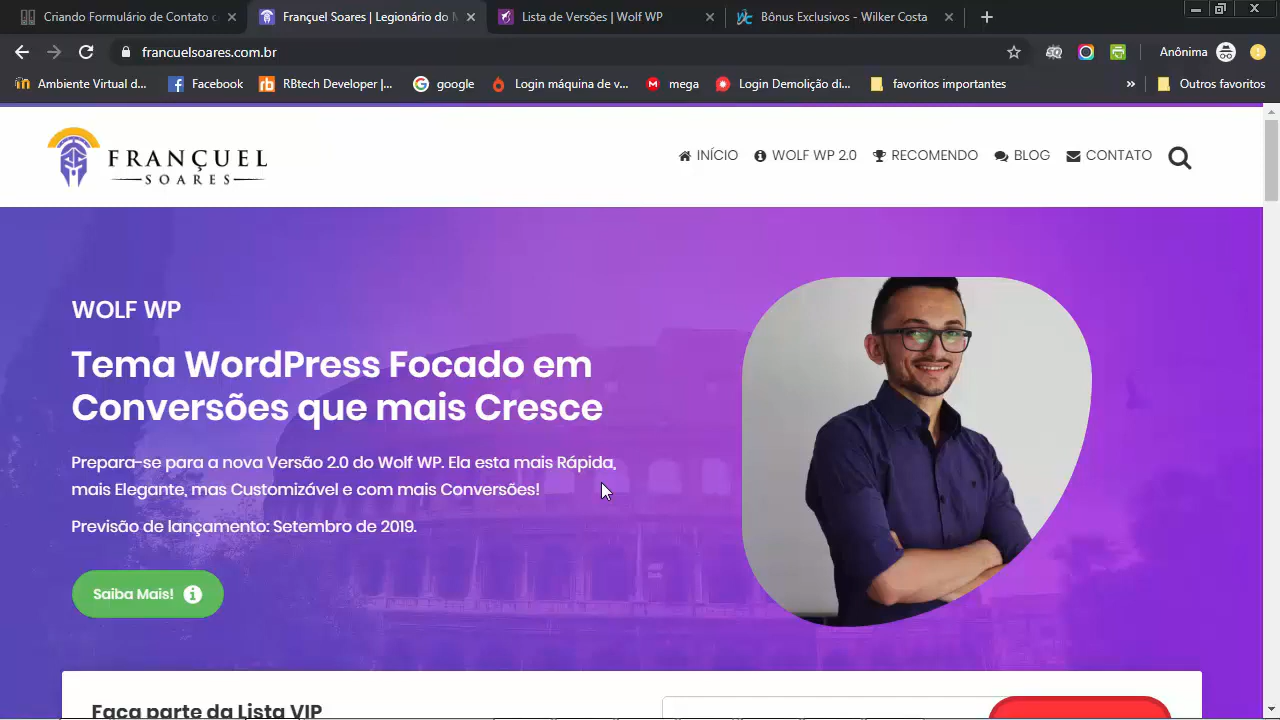 Criando Formulário de Contato c
Françuel Soares | Legionário do M
Lista de Versões | Wolf WP
Bônus Exclusivos - Wilker Costa
francuelsoares.com.br
Anônima
Ambiente Virtual d...
Facebook
RBtech Developer |...
google
Login máquina de v...
mega
Login Demolição di...
favoritos importantes
»
Outros favoritos
FRANÇUEL
SOARES
INÍCIO
WOLF WP 2.0
RECOMENDO
BLOG
CONTATO
WOLF WP
Tema WordPress Focado em
Conversões que mais Cresce
Prepara-se para a nova Versão 2.0 do Wolf WP. Ela esta mais Rápida,
mais Elegante, mas Customizável e com mais Conversões!
Previsão de lançamento: Setembro de 2019.
Saiba Mais!
Faça parte da Lista VIP